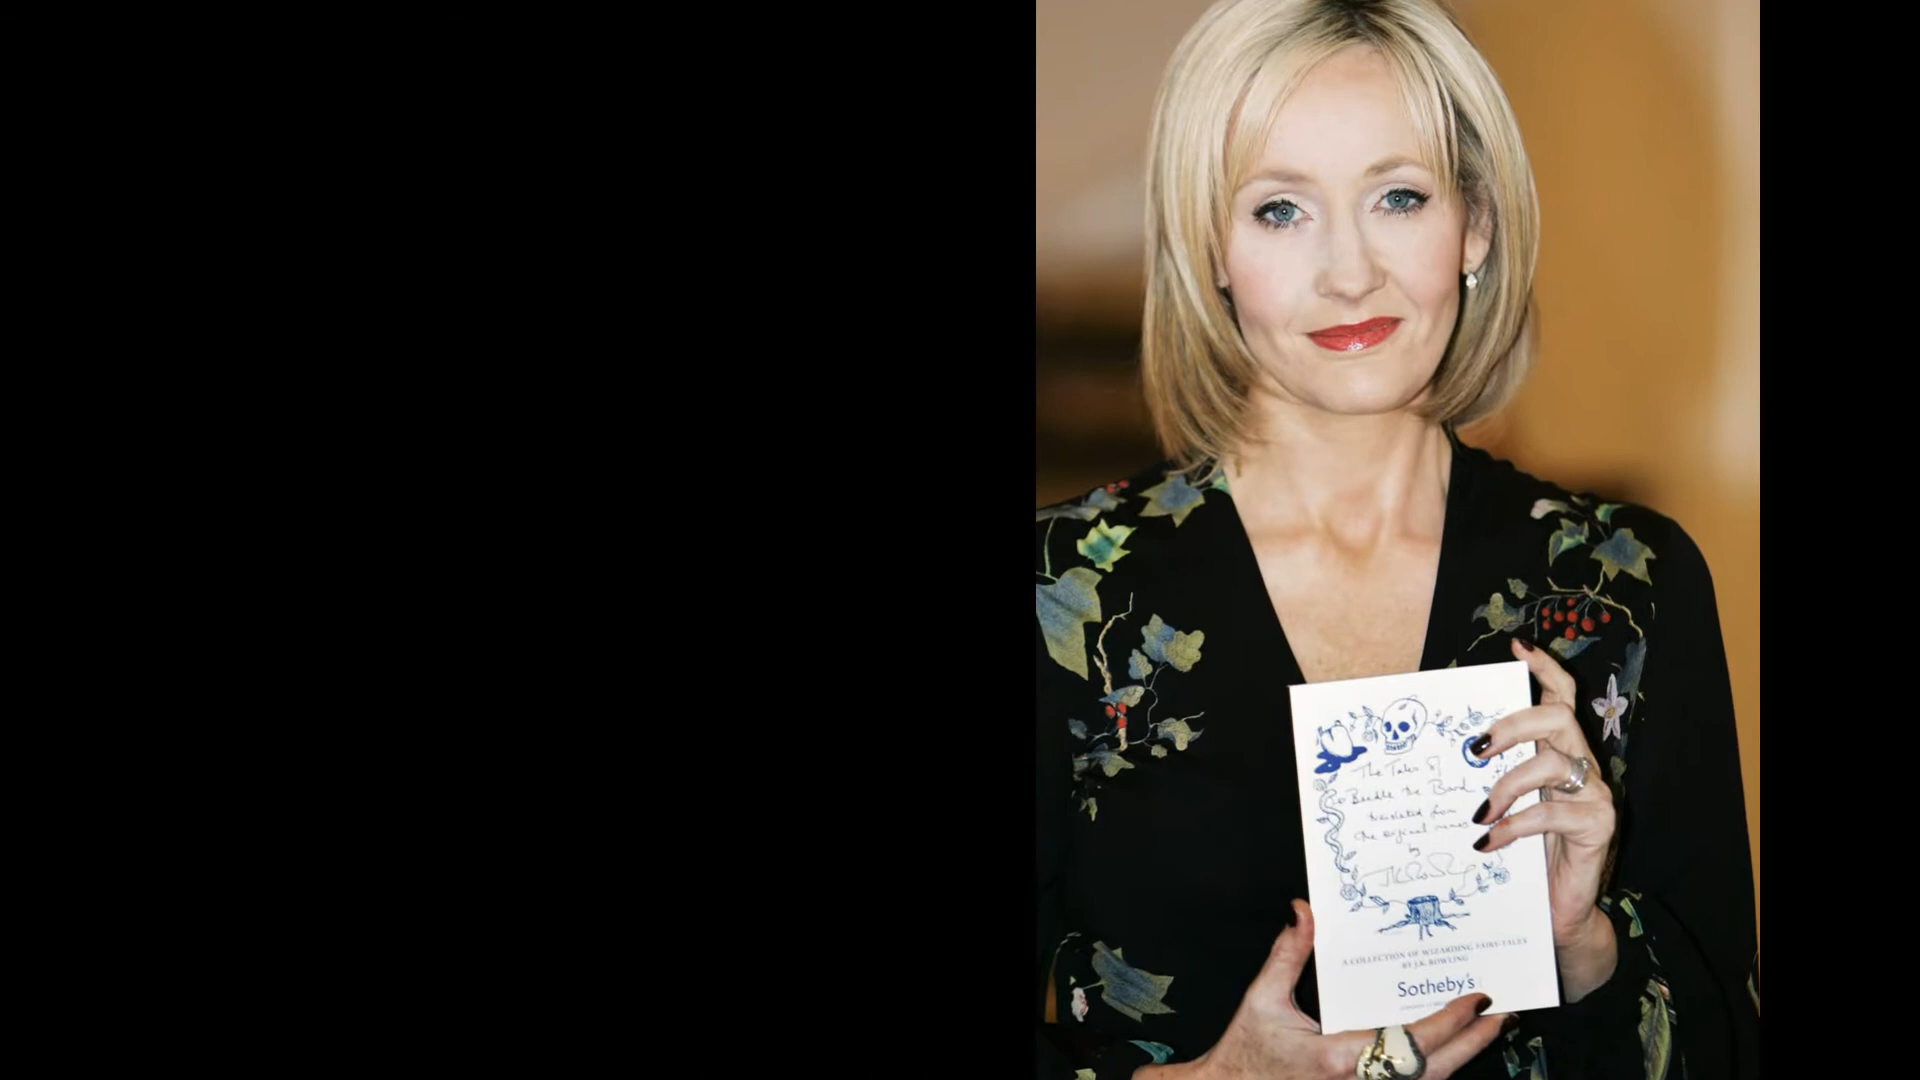 The Tales of
Beedle the Bard
translated from
the original runes
by
JKRowling
A COLLECTION OF WIZARDING FAIRY-TALES
BY J.K. ROWLING
Sotheby's